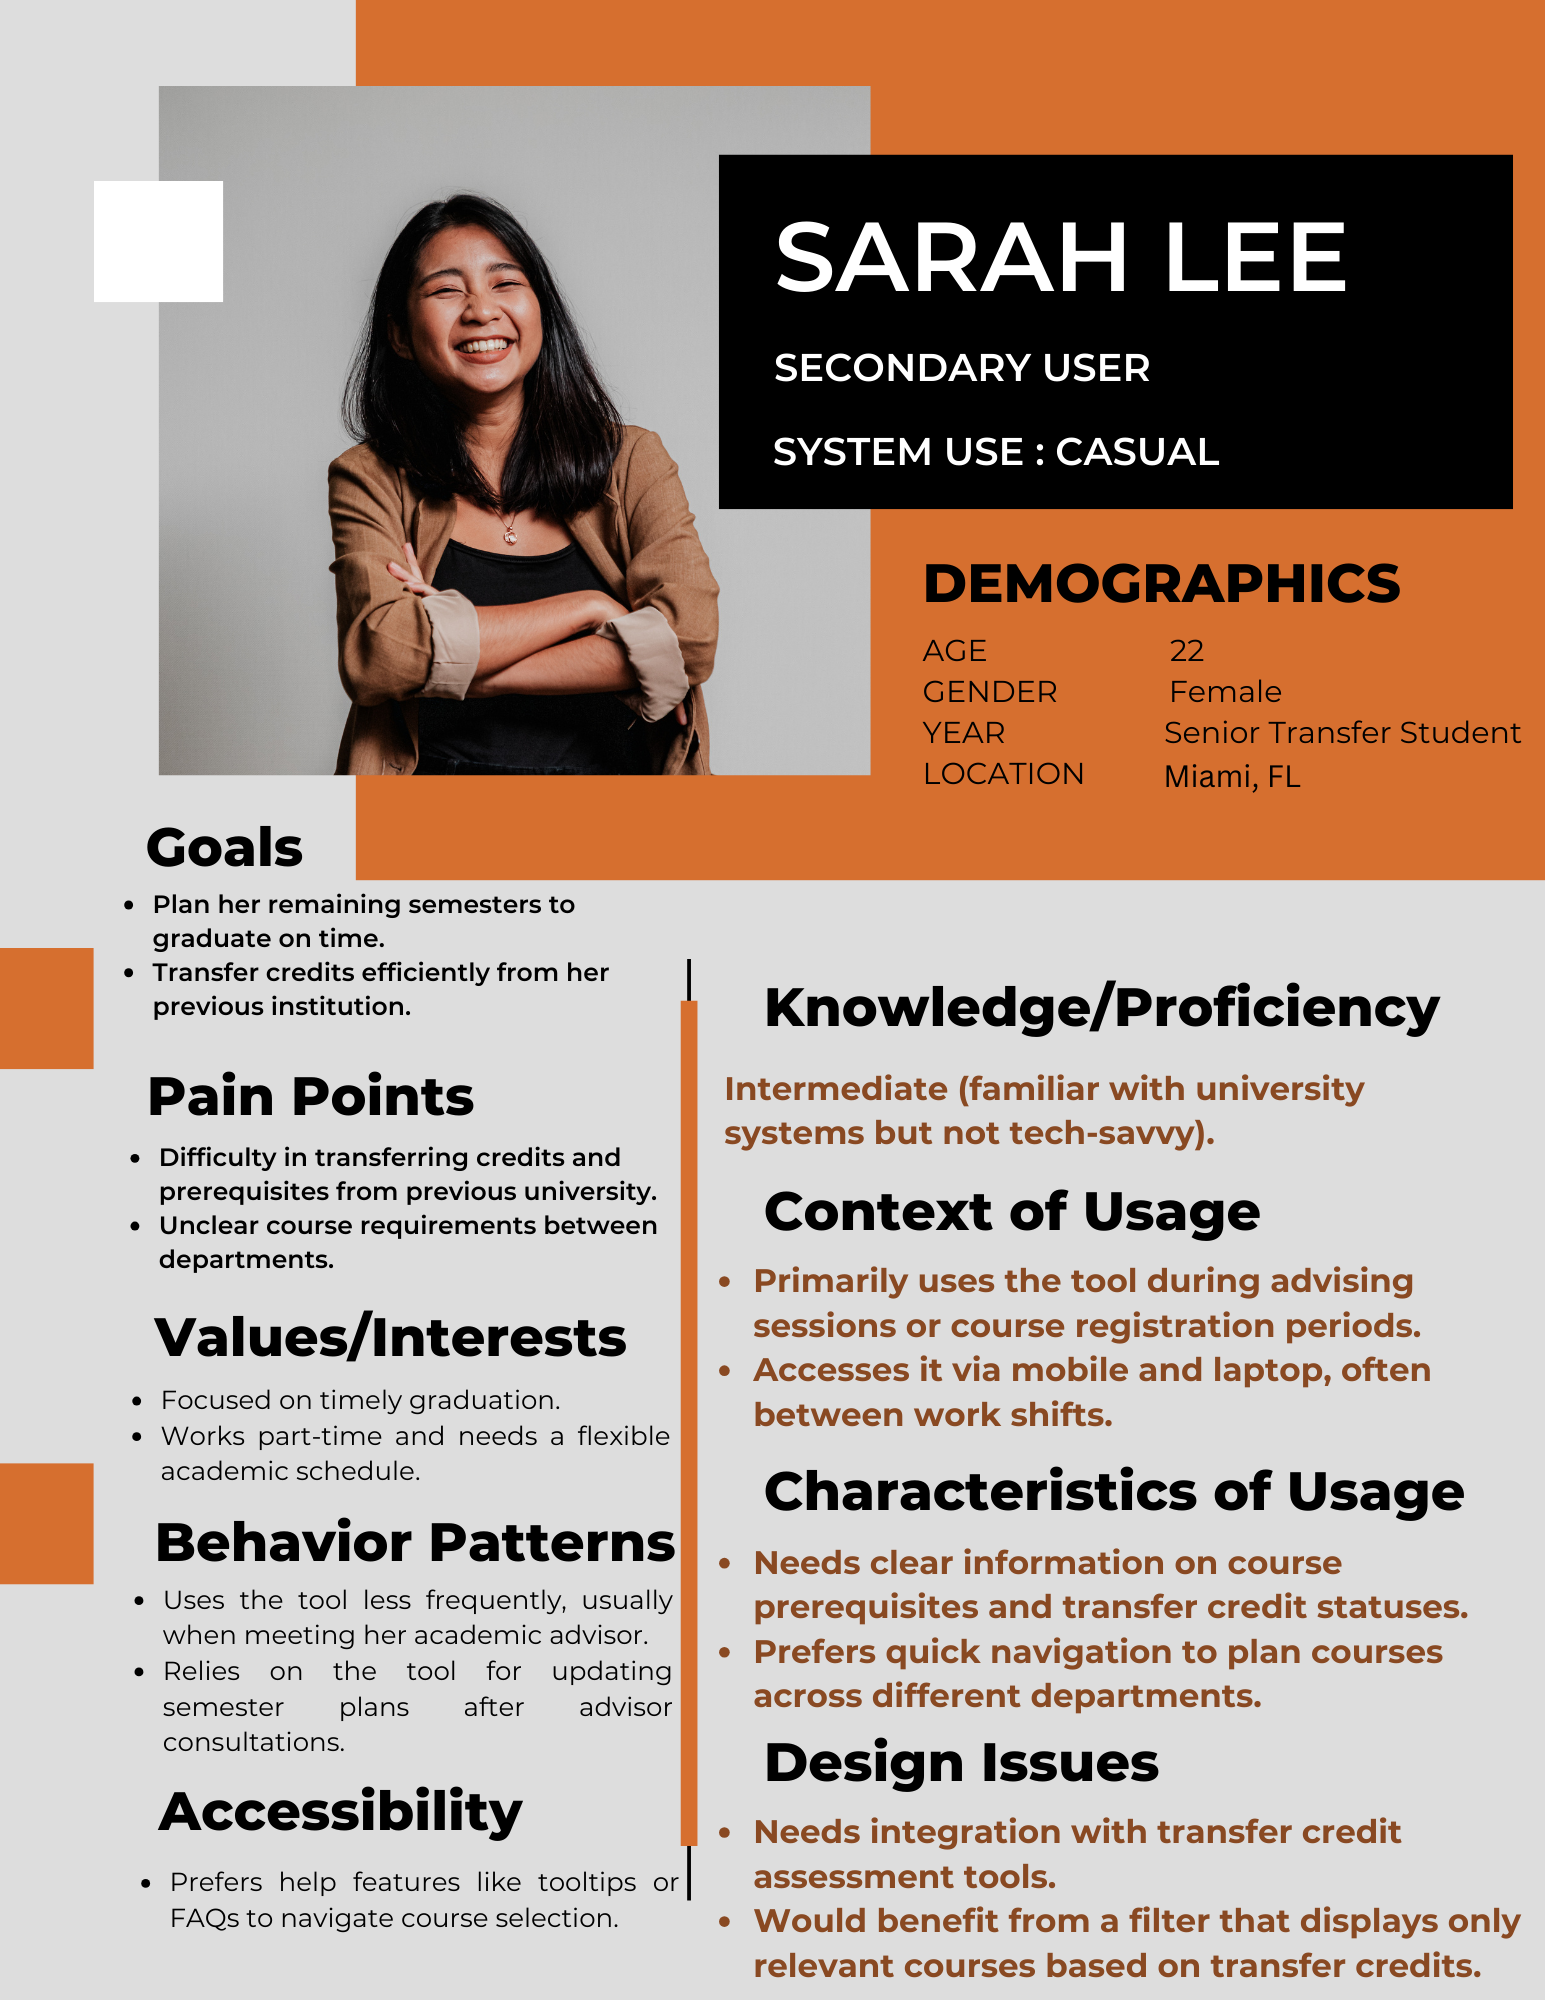 SARAH LEE
SECONDARY USER
SYSTEM USE : CASUAL
DEMOGRAPHICS
AGE 22
GENDER Female
YEAR Senior Transfer Student
LOCATION Miami, FL
Goals
• Plan her remaining semesters to
graduate on time.
• Transfer credits efficiently from her
previous institution.
Pain Points
• Difficulty in transferring credits and
prerequisites from previous university.
• Unclear course requirements between
departments.
Values/Interests
• Focused on timely graduation.
• Works part-time and needs a flexible
academic schedule.
Behavior Patterns
• Uses the tool less frequently, usually
when meeting her academic advisor.
• Relies on the tool for updating
semester plans after advisor
consultations.
Accessibility
• Prefers help features like tooltips or
FAQs to navigate course selection.
Knowledge/Proficiency
Intermediate (familiar with university
systems but not tech-savvy).
Context of Usage
• Primarily uses the tool during advising
sessions or course registration periods.
• Accesses it via mobile and laptop, often
between work shifts.
Characteristics of Usage
• Needs clear information on course
prerequisites and transfer credit statuses.
• Prefers quick navigation to plan courses
across different departments.
Design Issues
• Needs integration with transfer credit
assessment tools.
• Would benefit from a filter that displays only
relevant courses based on transfer credits.